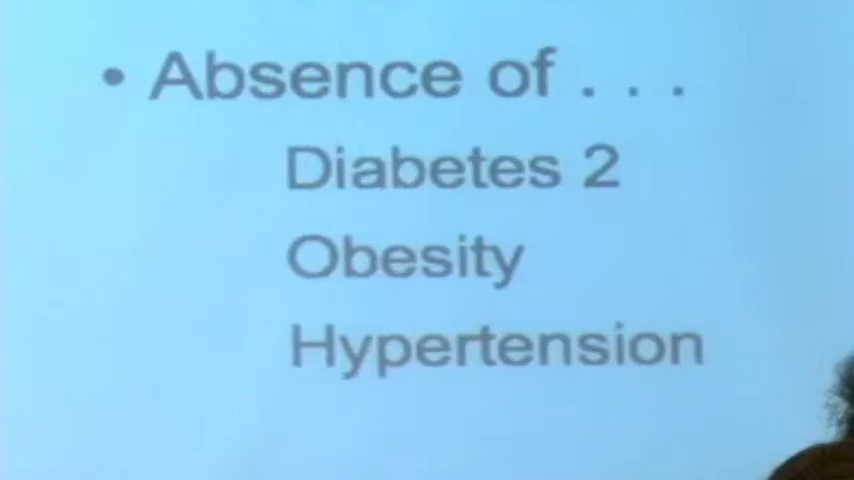 • Absence of . . .
Diabetes 2
Obesity
Hypertension